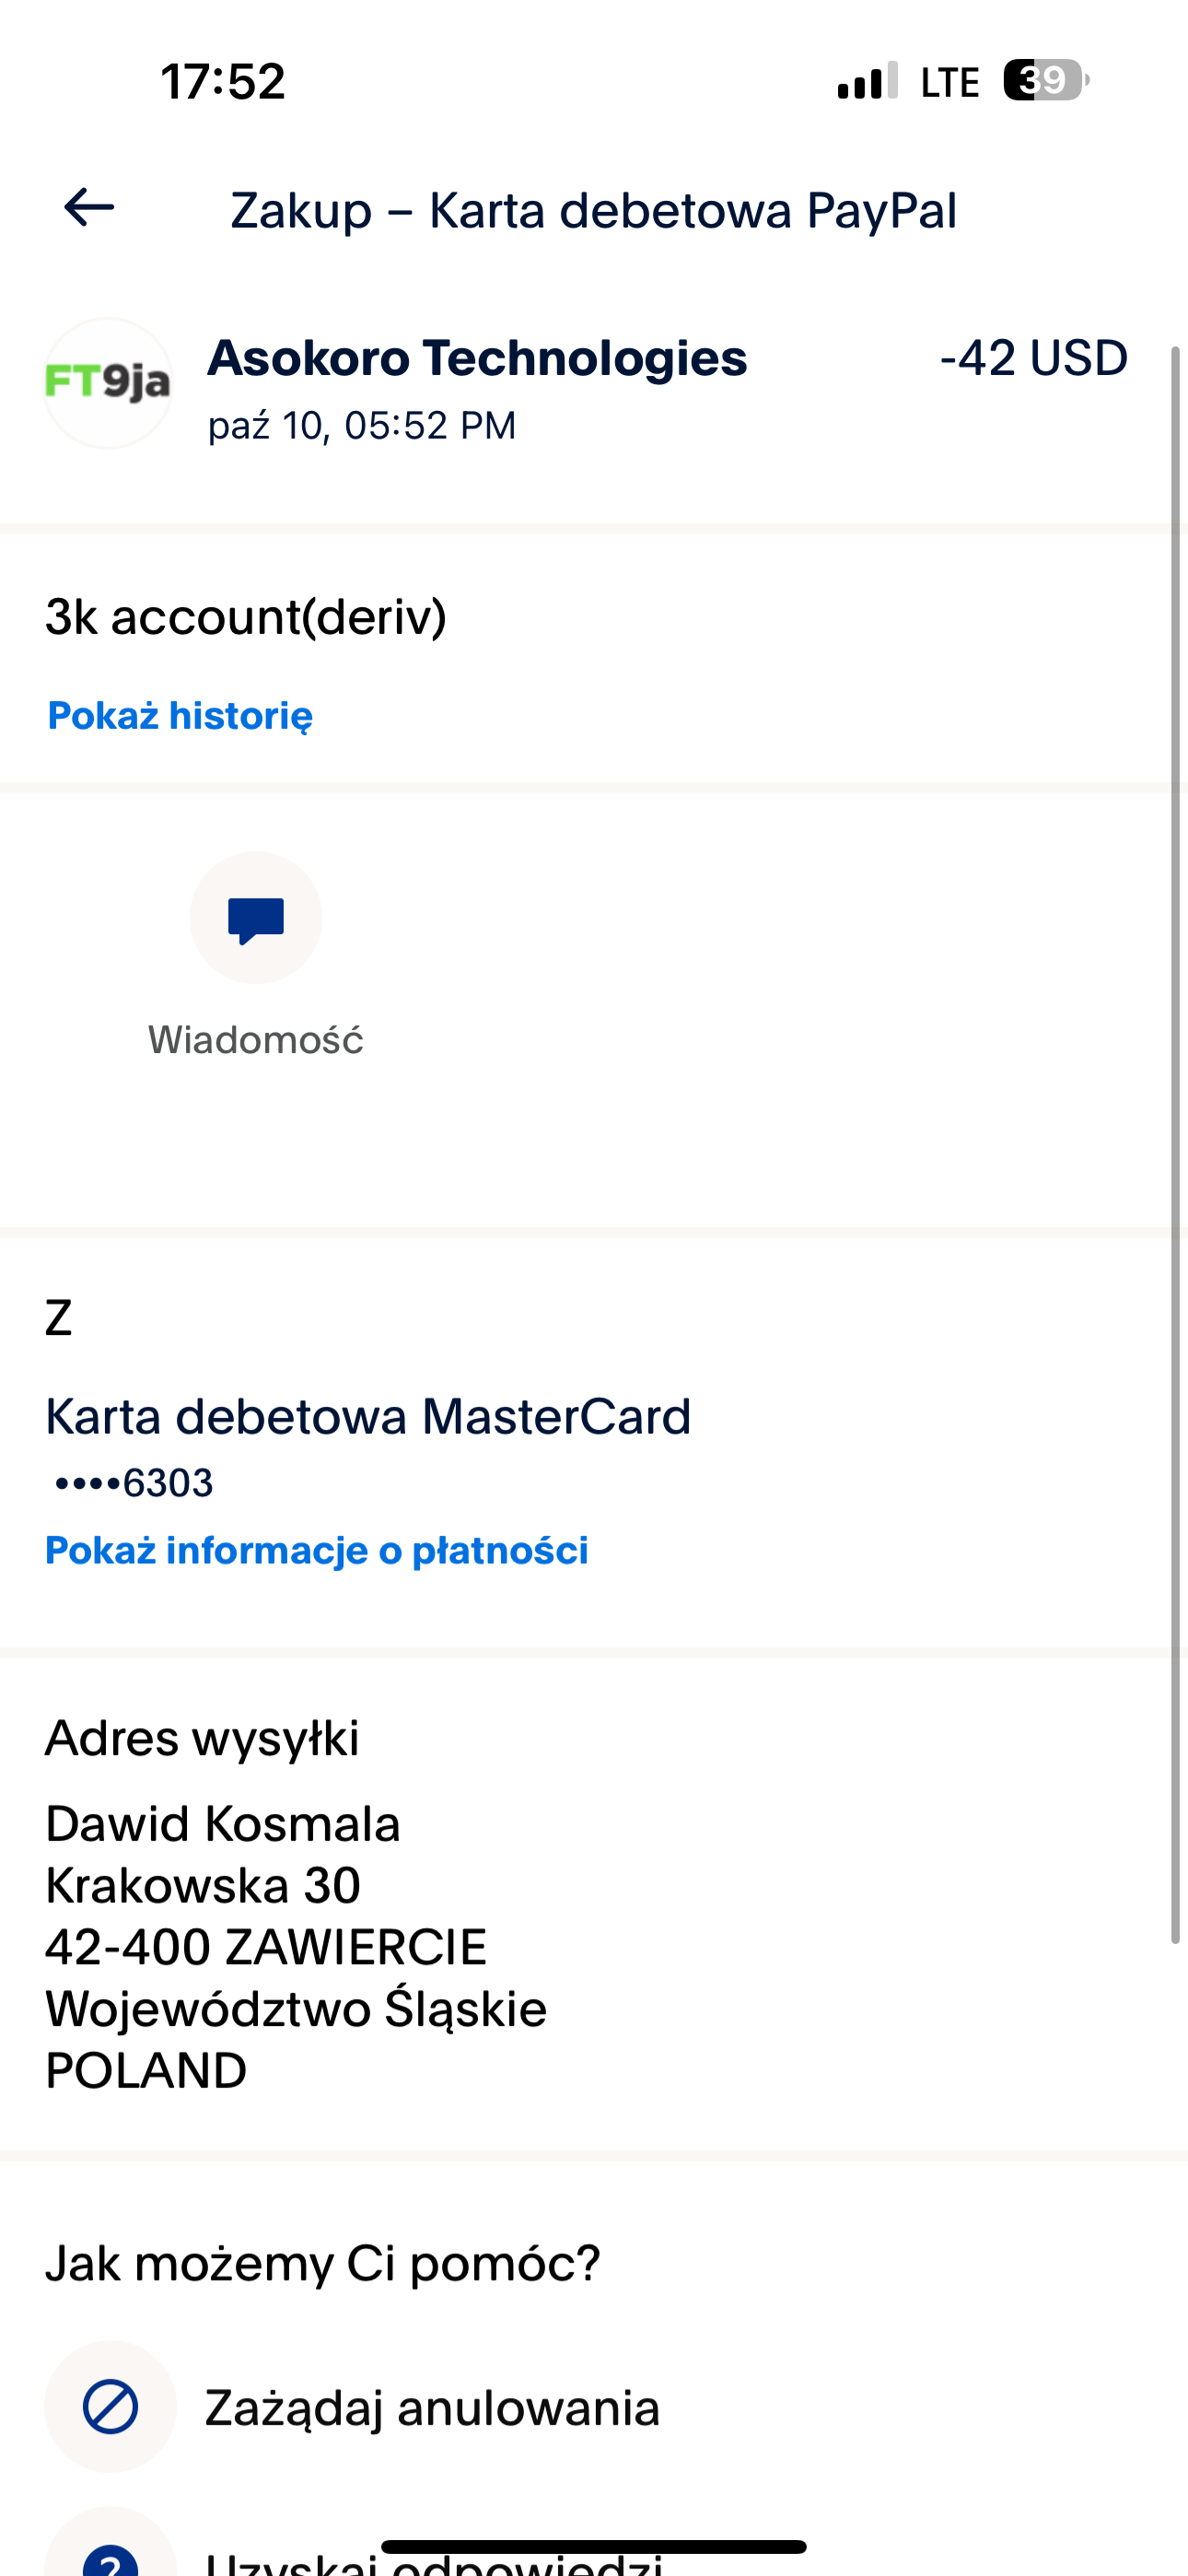 17:52 LTE 39
Zakup – Karta debetowa PayPal
FT9ja
Asokoro Technologies -42 USD
paź 10, 05:52 PM
3k account(deriv)
Pokaż historię
Wiadomość
Z
Karta debetowa MasterCard
••••6303
Pokaż informacje o płatności
Adres wysyłki
Dawid Kosmala
Krakowska 30
42-400 ZAWIERCIE
Województwo Śląskie
POLAND
Jak możemy Ci pomóc?
Zażądaj anulowania
? Uzyskaj odpowiedzi